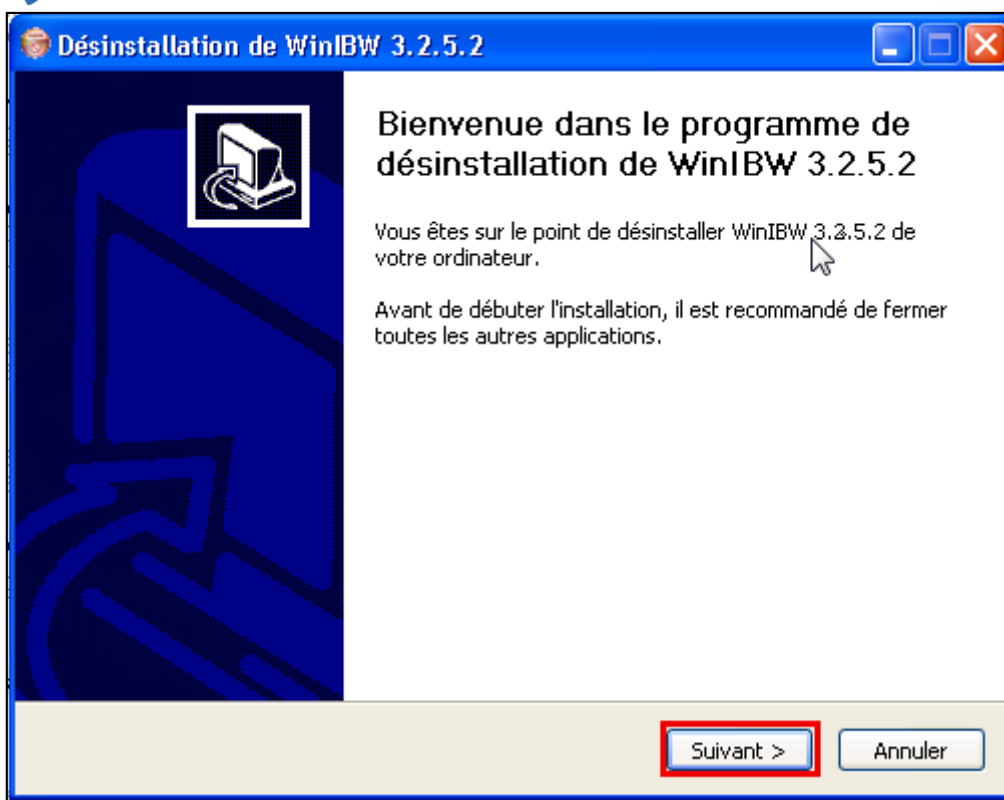 Désinstallation de WinIBW 3.2.5.2
Bienvenue dans le programme de
désinstallation de WinIBW 3.2.5.2
Vous êtes sur le point de désinstaller WinIBW 3.2.5.2 de
votre ordinateur.
Avant de débuter l'installation, il est recommandé de fermer
toutes les autres applications.
Suivant >
Annuler